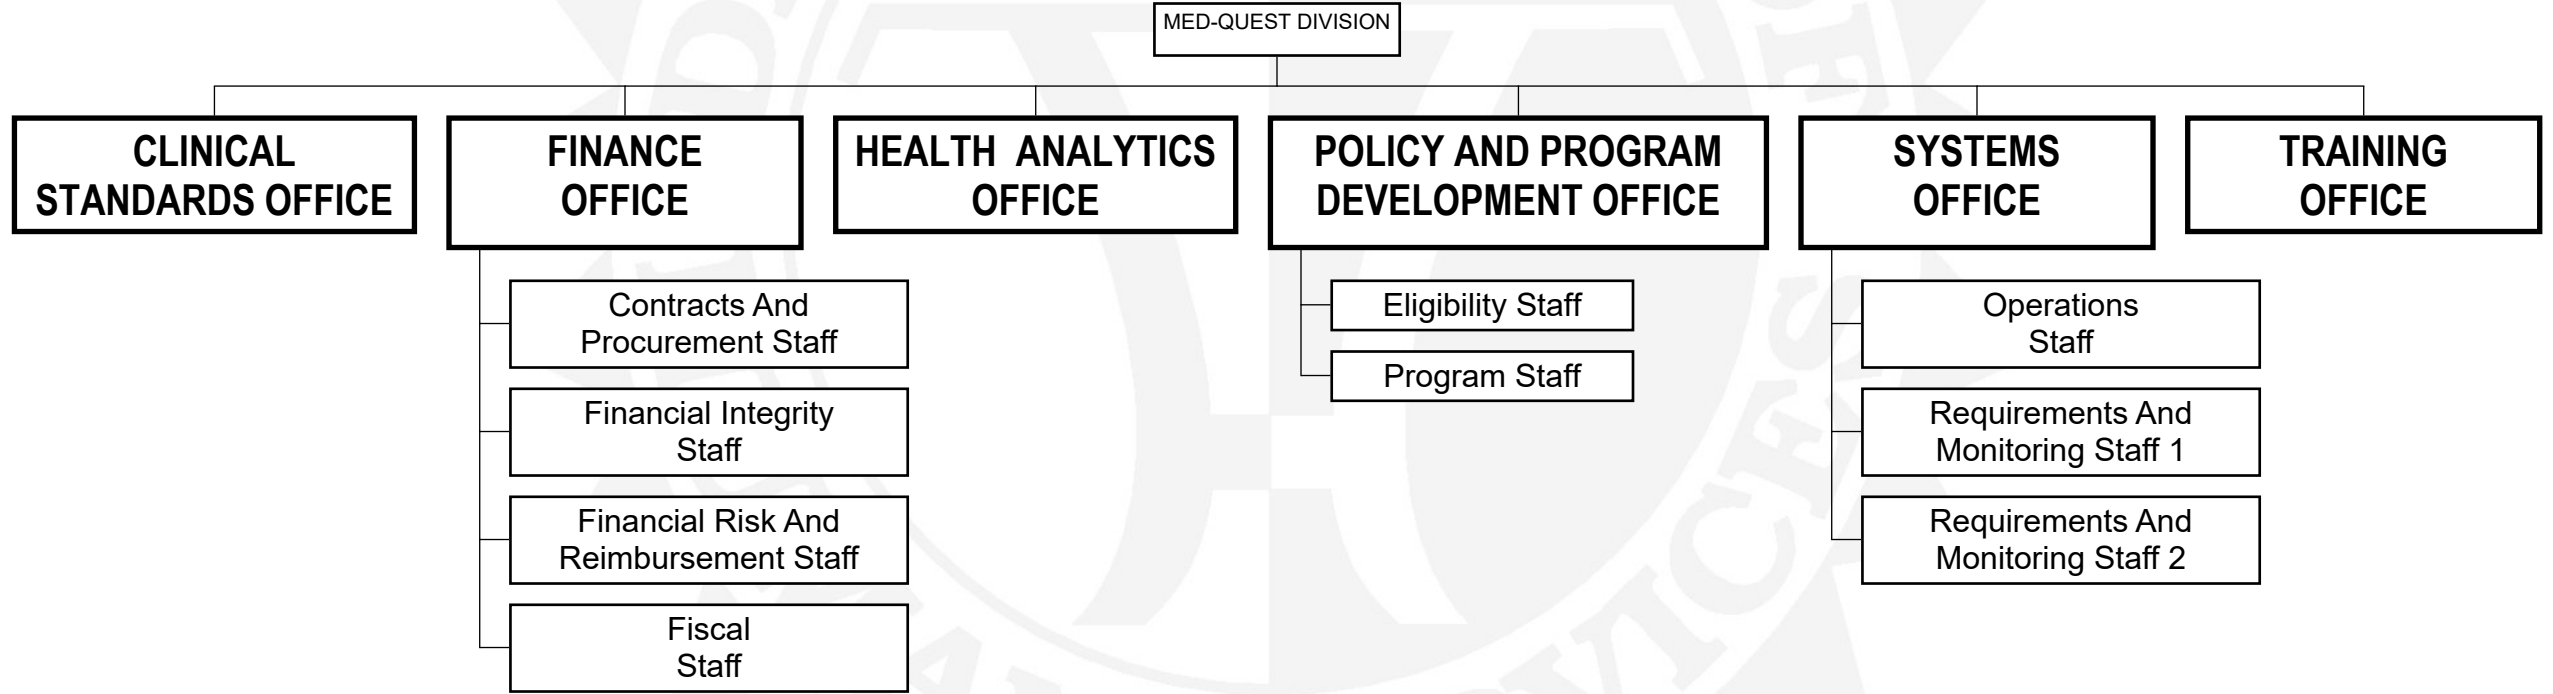 MED-QUEST DIVISION
CLINICAL
STANDARDS OFFICE
FINANCE
OFFICE
HEALTH ANALYTICS
OFFICE
POLICY AND PROGRAM
DEVELOPMENT OFFICE
SYSTEMS
OFFICE
TRAINING
OFFICE
Contracts And
Procurement Staff
Financial Integrity
Staff
Financial Risk And
Reimbursement Staff
Fiscal
Staff
Eligibility Staff
Program Staff
Operations
Staff
Requirements And
Monitoring Staff 1
Requirements And
Monitoring Staff 2